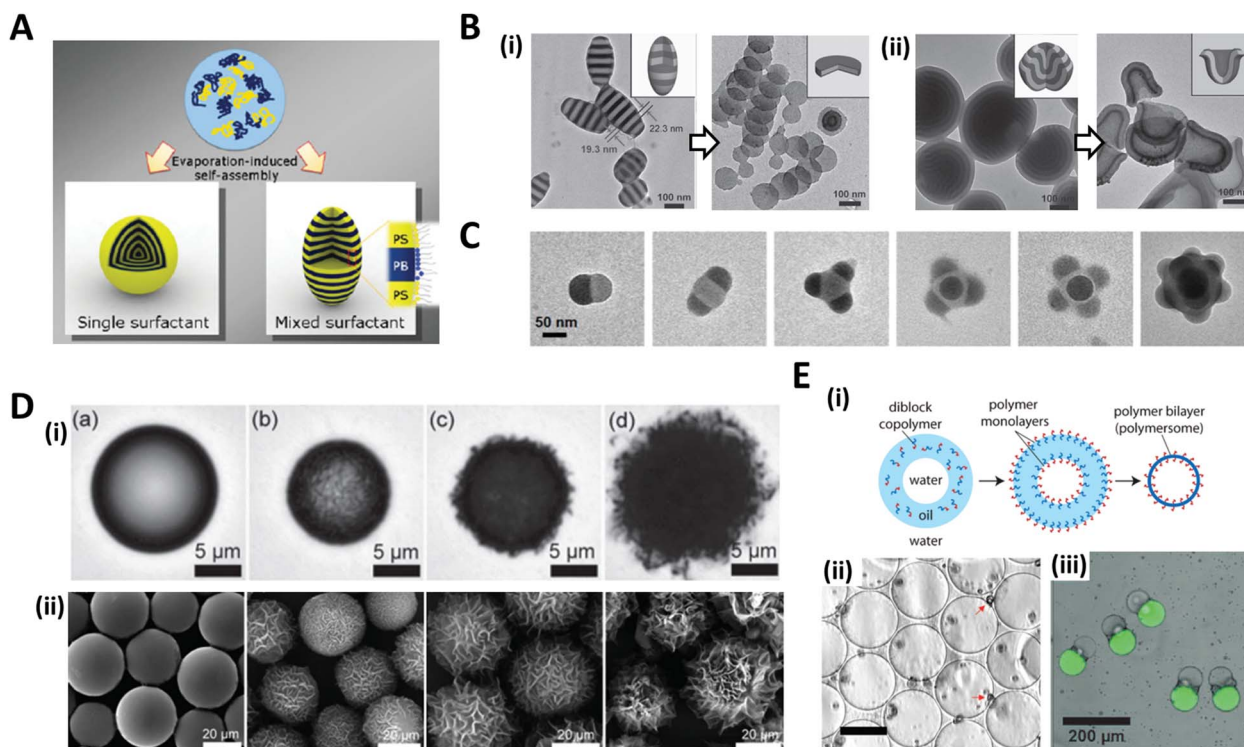 A
Evaporation-induced
self-assembly
Single surfactant
Mixed surfactant
PS
PB
PS
B
(i)
22.3 nm
19.3 nm
100 nm
100 nm
(ii)
100 nm
100 nm
C
50 nm
D
(i)
(a)
5 µm
(b)
5 µm
(c)
5 µm
(d)
5 µm
(ii)
20 µm
20 µm
20 µm
20 µm
E
(i)
diblock
copolymer
water
oil
water
polymer
monolayers
polymer bilayer
(polymersome)
(ii)
(iii)
200 µm